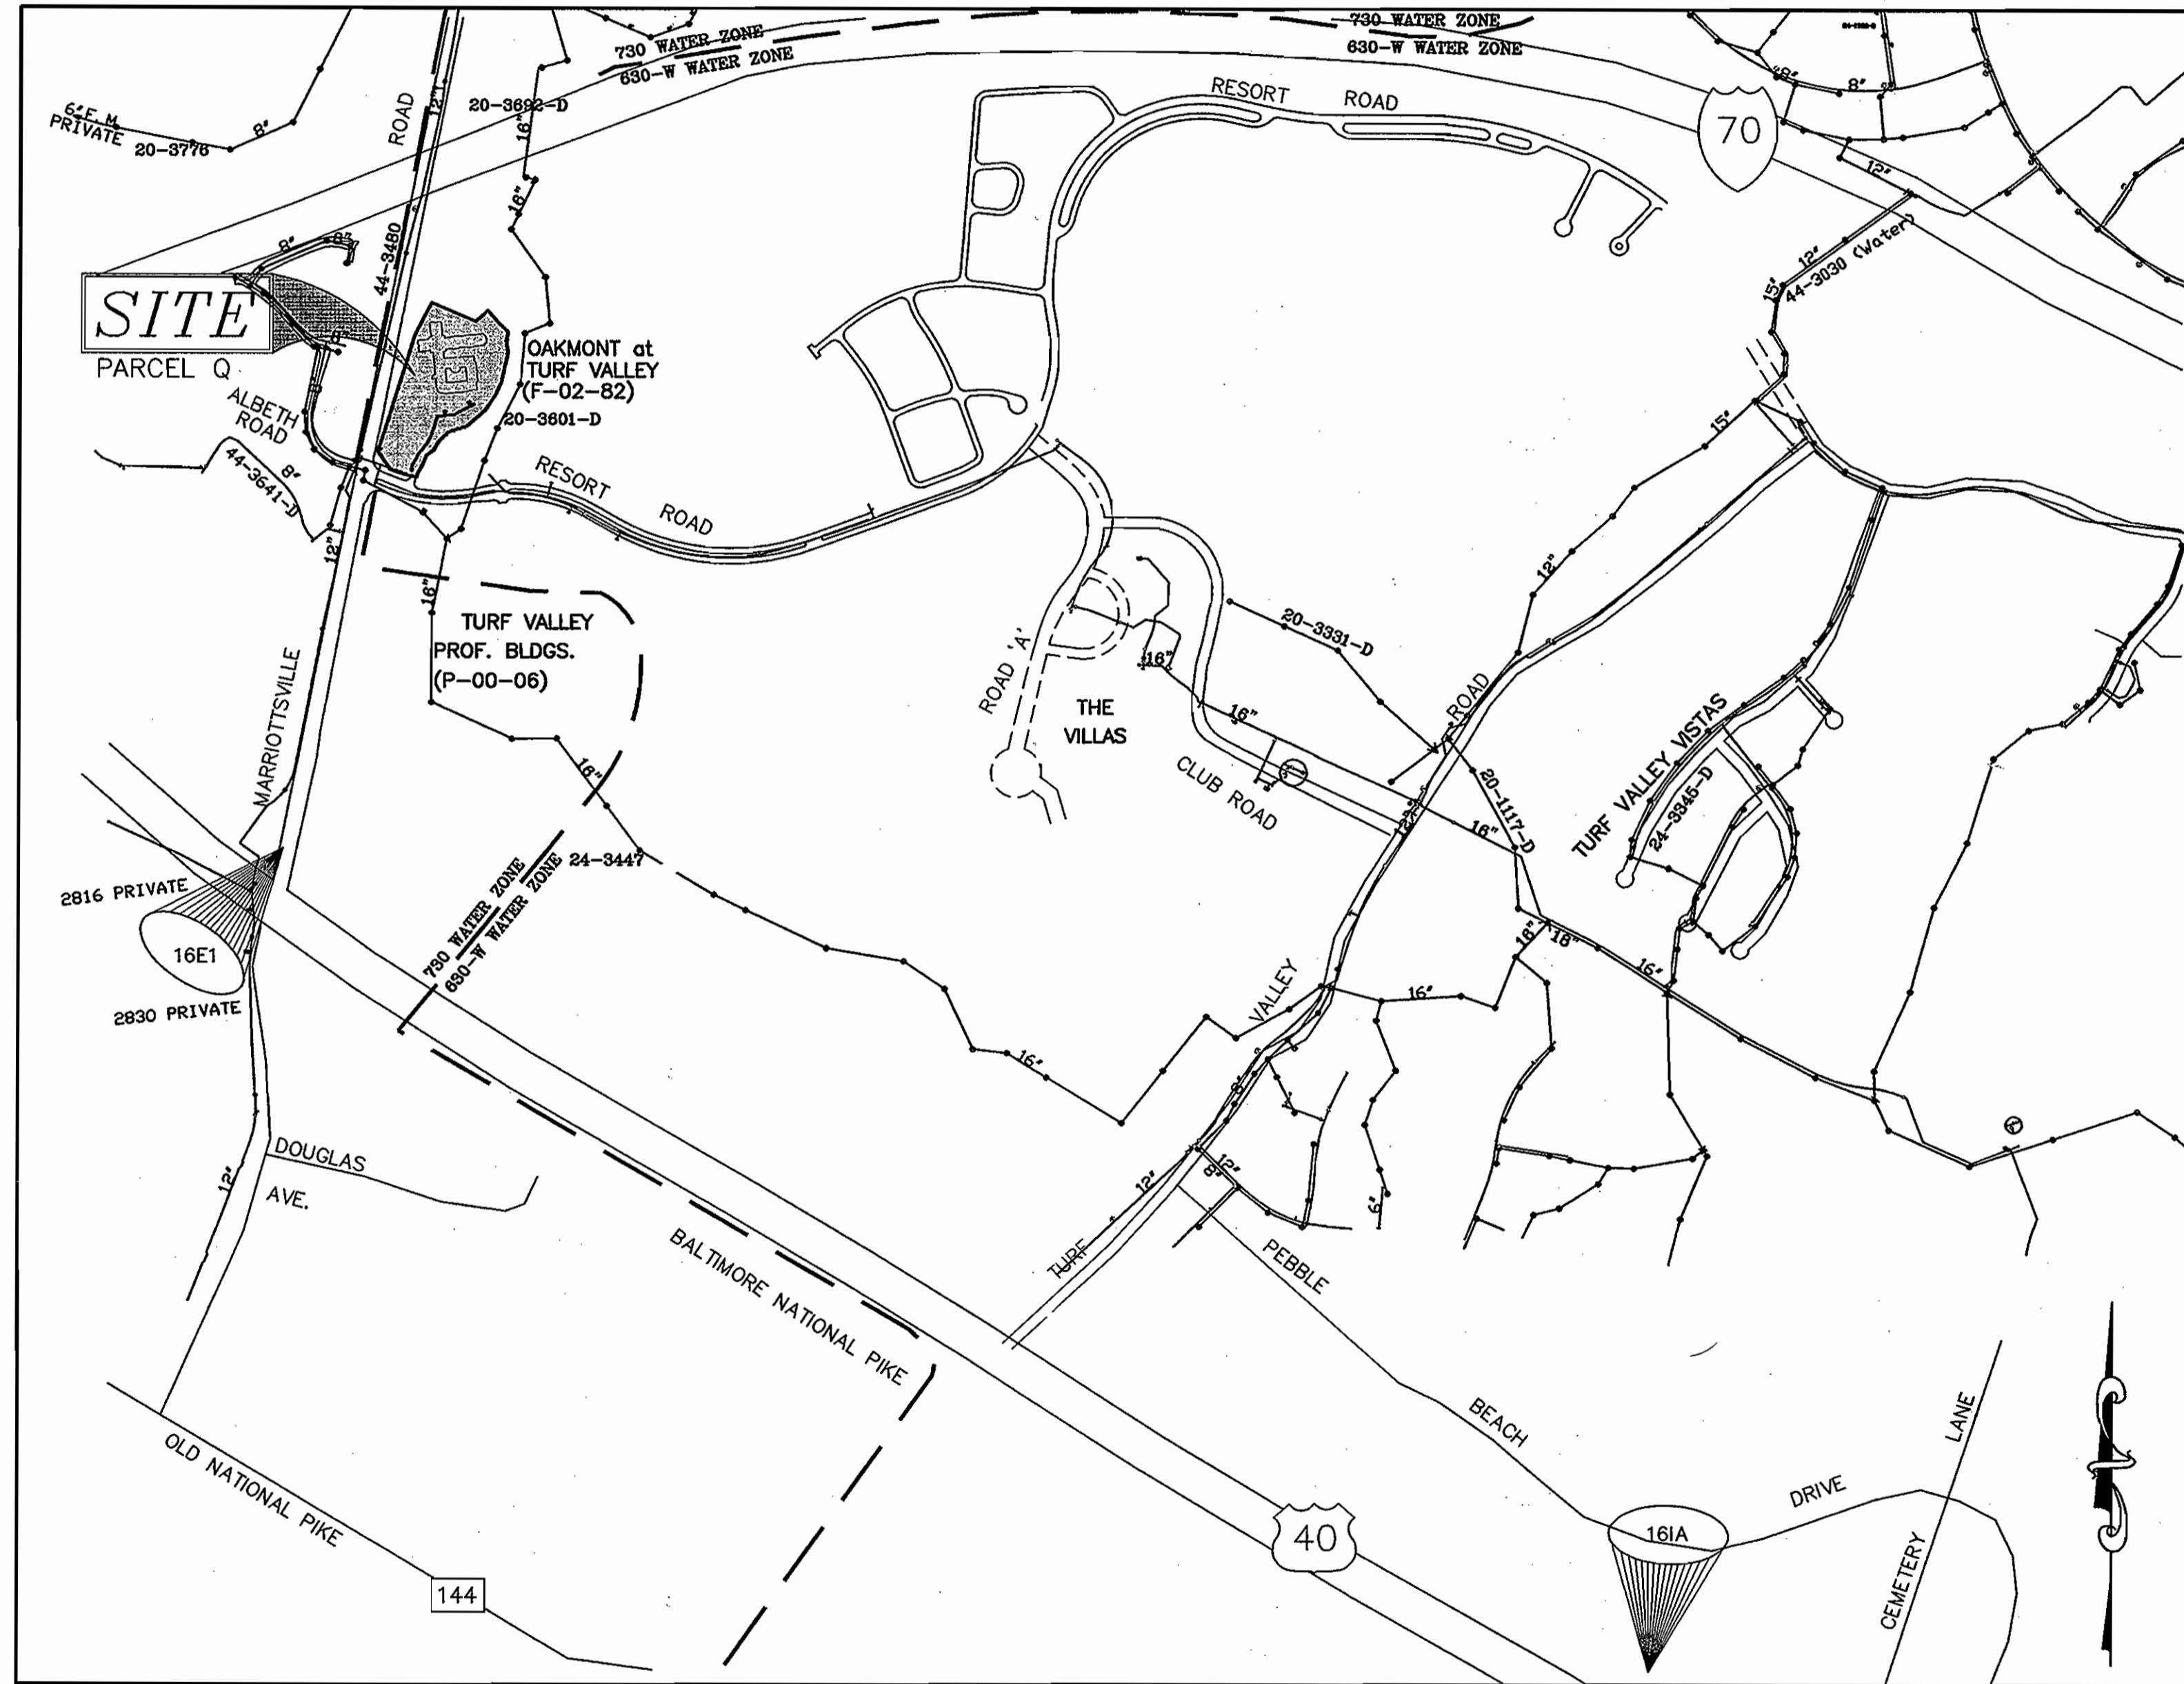 730 WATER ZONE
630-W WATER ZONE
730 WATER ZONE
630-W WATER ZONE
6" F. M.
PRIVATE
20-3776
8"
ROAD
12"
20-3692-D
16"
16"
RESORT
ROAD
70
8"
8"
12"
12"
44-3030 (Water)
15"
44-3480
8"
8"
SITE
8"
PARCEL Q
ALBETH
ROAD
OAKMONT at
TURF VALLEY
(F-02-82)
20-3601-D
8"
44-3641-D
12"
RESORT
ROAD
15"
12"
16"
TURF VALLEY
PROF. BLDGS.
(P-00-06)
16"
MARRIOTTSVILLE
ROAD 'A'
THE
VILLAS
16"
20-3331-D
16"
CLUB ROAD
ROAD
12"
16"
20-1117-D
TURF VALLEY VISTAS
24-3345-D
24-3447
730 WATER ZONE
630-W WATER ZONE
2816 PRIVATE
16E1
2830 PRIVATE
16"
VALLEY
16"
16"
18"
16"
8"
12"
12"
8"
6"
TURF
DOUGLAS
AVE.
12"
BALTIMORE NATIONAL PIKE
PEBBLE
BEACH
DRIVE
LANE
CEMETERY
OLD NATIONAL PIKE
144
40
16IA